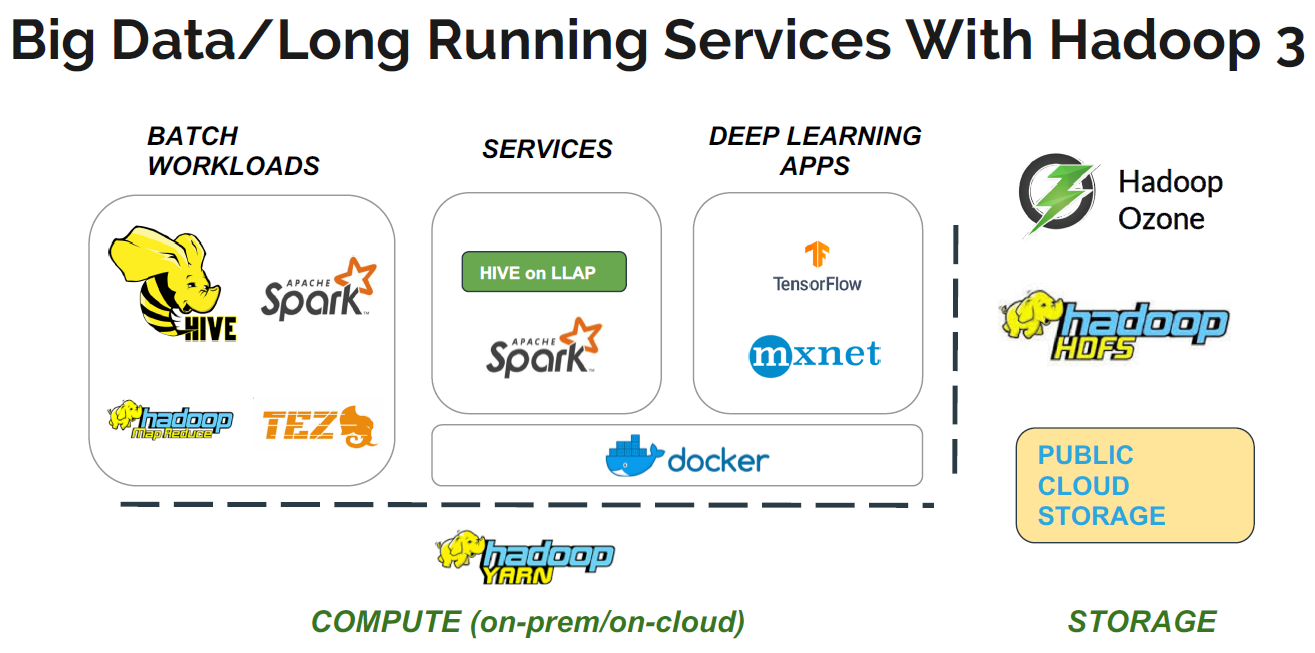 Big Data/Long Running Services With Hadoop 3
BATCH
WORKLOADS
SERVICES
DEEP LEARNING
APPS
HIVE
APACHE
Spark™
hadoop
Map Reduce
TEZ
HIVE on LLAP
APACHE
Spark™
TensorFlow
mxnet
docker
Hadoop
Ozone
hadoop
HDFS
PUBLIC
CLOUD
STORAGE
hadoop
YARN
COMPUTE (on-prem/on-cloud)
STORAGE